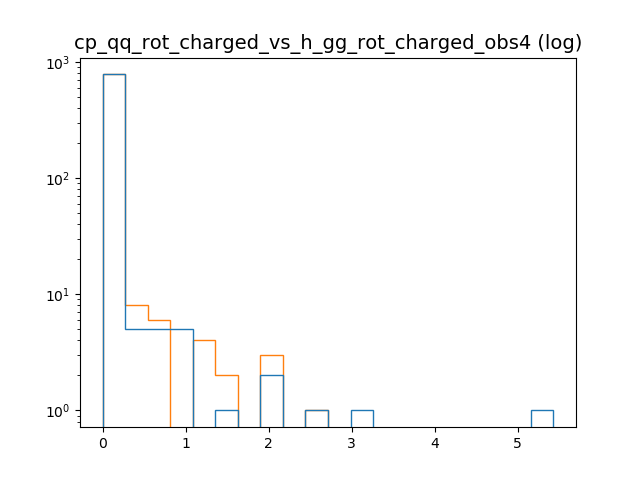 cp_qq_rot_charged_vs_h_gg_rot_charged_obs4 (log)
10³
10²
10¹
10⁰
0 1 2 3 4 5